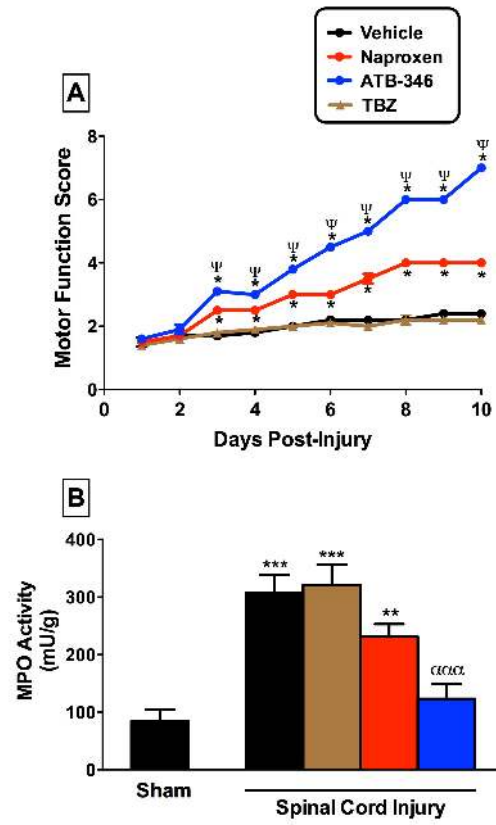 Vehicle
Naproxen
ATB-346
TBZ
A
8
6
4
2
0
Motor Function Score
Ψ
*
Ψ
*
Ψ
*
Ψ
*
Ψ
*
Ψ
*
Ψ
*
Ψ
*
*
*
*
*
*
*
*
*
0 2 4 6 8 10
Days Post-Injury
B
400
300
200
100
0
MPO Activity
(mU/g)
***
***
**
ααα
Sham
Spinal Cord Injury